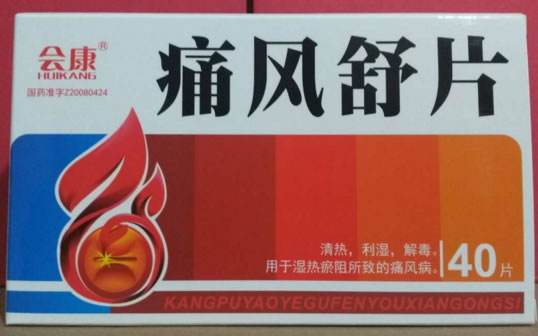 会康®
HUIKANG
国药准字Z20080424
痛风舒片
清热，利湿，解毒。
用于湿热瘀阻所致的痛风病。
40片
KANGPUYAOYEGUFENYOUXIANGONGSI